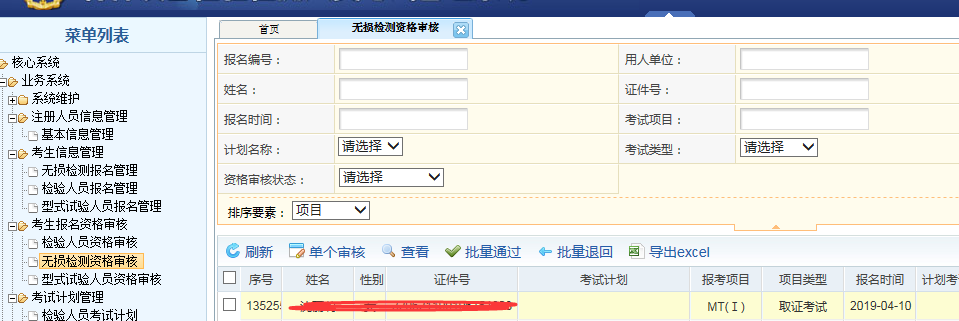 菜单列表
核心系统
业务系统
系统维护
注册人员信息管理
基本信息管理
考生信息管理
无损检测报名管理
检验人员报名管理
型式试验人员报名管理
考生报名资格审核
检验人员资格审核
无损检测资格审核
型式试验人员资格审核
考试计划管理
检验人员考试计划
首页 无损检测资格审核
报名编号： 用人单位：
姓名： 证件号：
报名时间： 考试项目：
计划名称： 请选择 考试类型： 请选择
资格审核状态： 请选择
排序要素： 项目
刷新 单个审核 查看 批量通过 批量退回 导出excel
序号 姓名 性别 证件号 考试计划 报考项目 项目类型 报名时间 计划考
13525 MT(Ⅰ) 取证考试 2019-04-10